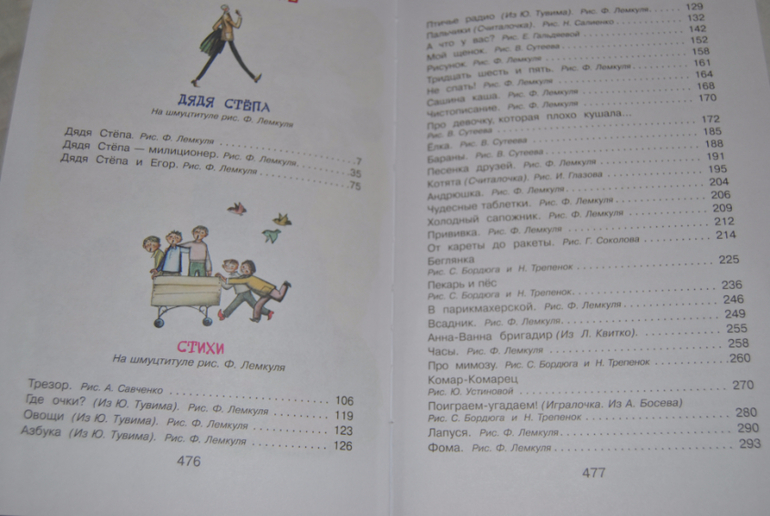 ДЯДЯ СТЁПА
На шмуцтитуле рис. Ф. Лемкуля
Дядя Стёпа. Рис. Ф. Лемкуля 7
Дядя Стёпа — милиционер. Рис. Ф. Лемкуля. 35
Дядя Стёпа и Егор. Рис. Ф. Лемкуля 75
СТИХИ
На шмуцтитуле рис. Ф. Лемкуля
Трезор. Рис. А. Савченко 106
Где очки? (Из Ю. Тувима). Рис. Ф. Лемкуля 119
Овощи (Из Ю. Тувима). Рис. Ф. Лемкуля 123
Азбука (Из Ю. Тувима). Рис. Ф. Лемкуля 126
476
Птичье радио (Из Ю. Тувима). Рис. Ф. Лемкуля. 129
Пальчики (Считалочка). Рис. Н. Салиенко 132
А что у вас? Рис. Е. Гальдяевой 142
Мой щенок. Рис. В. Сутеева 152
Рисунок. Рис. Ф. Лемкуля 158
Тридцать шесть и пять. Рис. Ф. Лемкуля 161
Не спать! Рис. Ф. Лемкуля 164
Сашина каша. Рис. Ф. Лемкуля 168
Чистописание. Рис. Ф. Лемкуля 170
Про девочку, которая плохо кушала...
Рис. В. Сутеева 172
Ёлка. Рис. В. Сутеева 185
Бараны. Рис. В. Сутеева 188
Песенка друзей. Рис. Ф. Лемкуля 191
Котята (Считалочка). Рис. И. Глазова 195
Андрюшка. Рис. Ф. Лемкуля 204
Чудесные таблетки. Рис. Ф. Лемкуля 206
Холодный сапожник. Рис. Ф. Лемкуля 209
Прививка. Рис. Ф. Лемкуля 212
От кареты до ракеты. Рис. Г. Соколова 214
Беглянка
Рис. С. Бордюга и Н. Трепенок 225
Пекарь и пёс
Рис. С. Бордюга и Н. Трепенок 236
В парикмахерской. Рис. Ф. Лемкуля 246
Всадник. Рис. Ф. Лемкуля 249
Анна-Ванна бригадир (Из Л. Квитко). 255
Часы. Рис. Ф. Лемкуля 258
Про мимозу. Рис. С. Бордюга и Н. Трепенок 260
Комар-Комарец
Рис. Ю. Устиновой 270
Поиграем-угадаем! (Игралочка. Из А. Босева)
Рис. С. Бордюга и Н. Трепенок 280
Лапуся. Рис. Ф. Лемкуля 290
Фома. Рис. Ф. Лемкуля 293
477